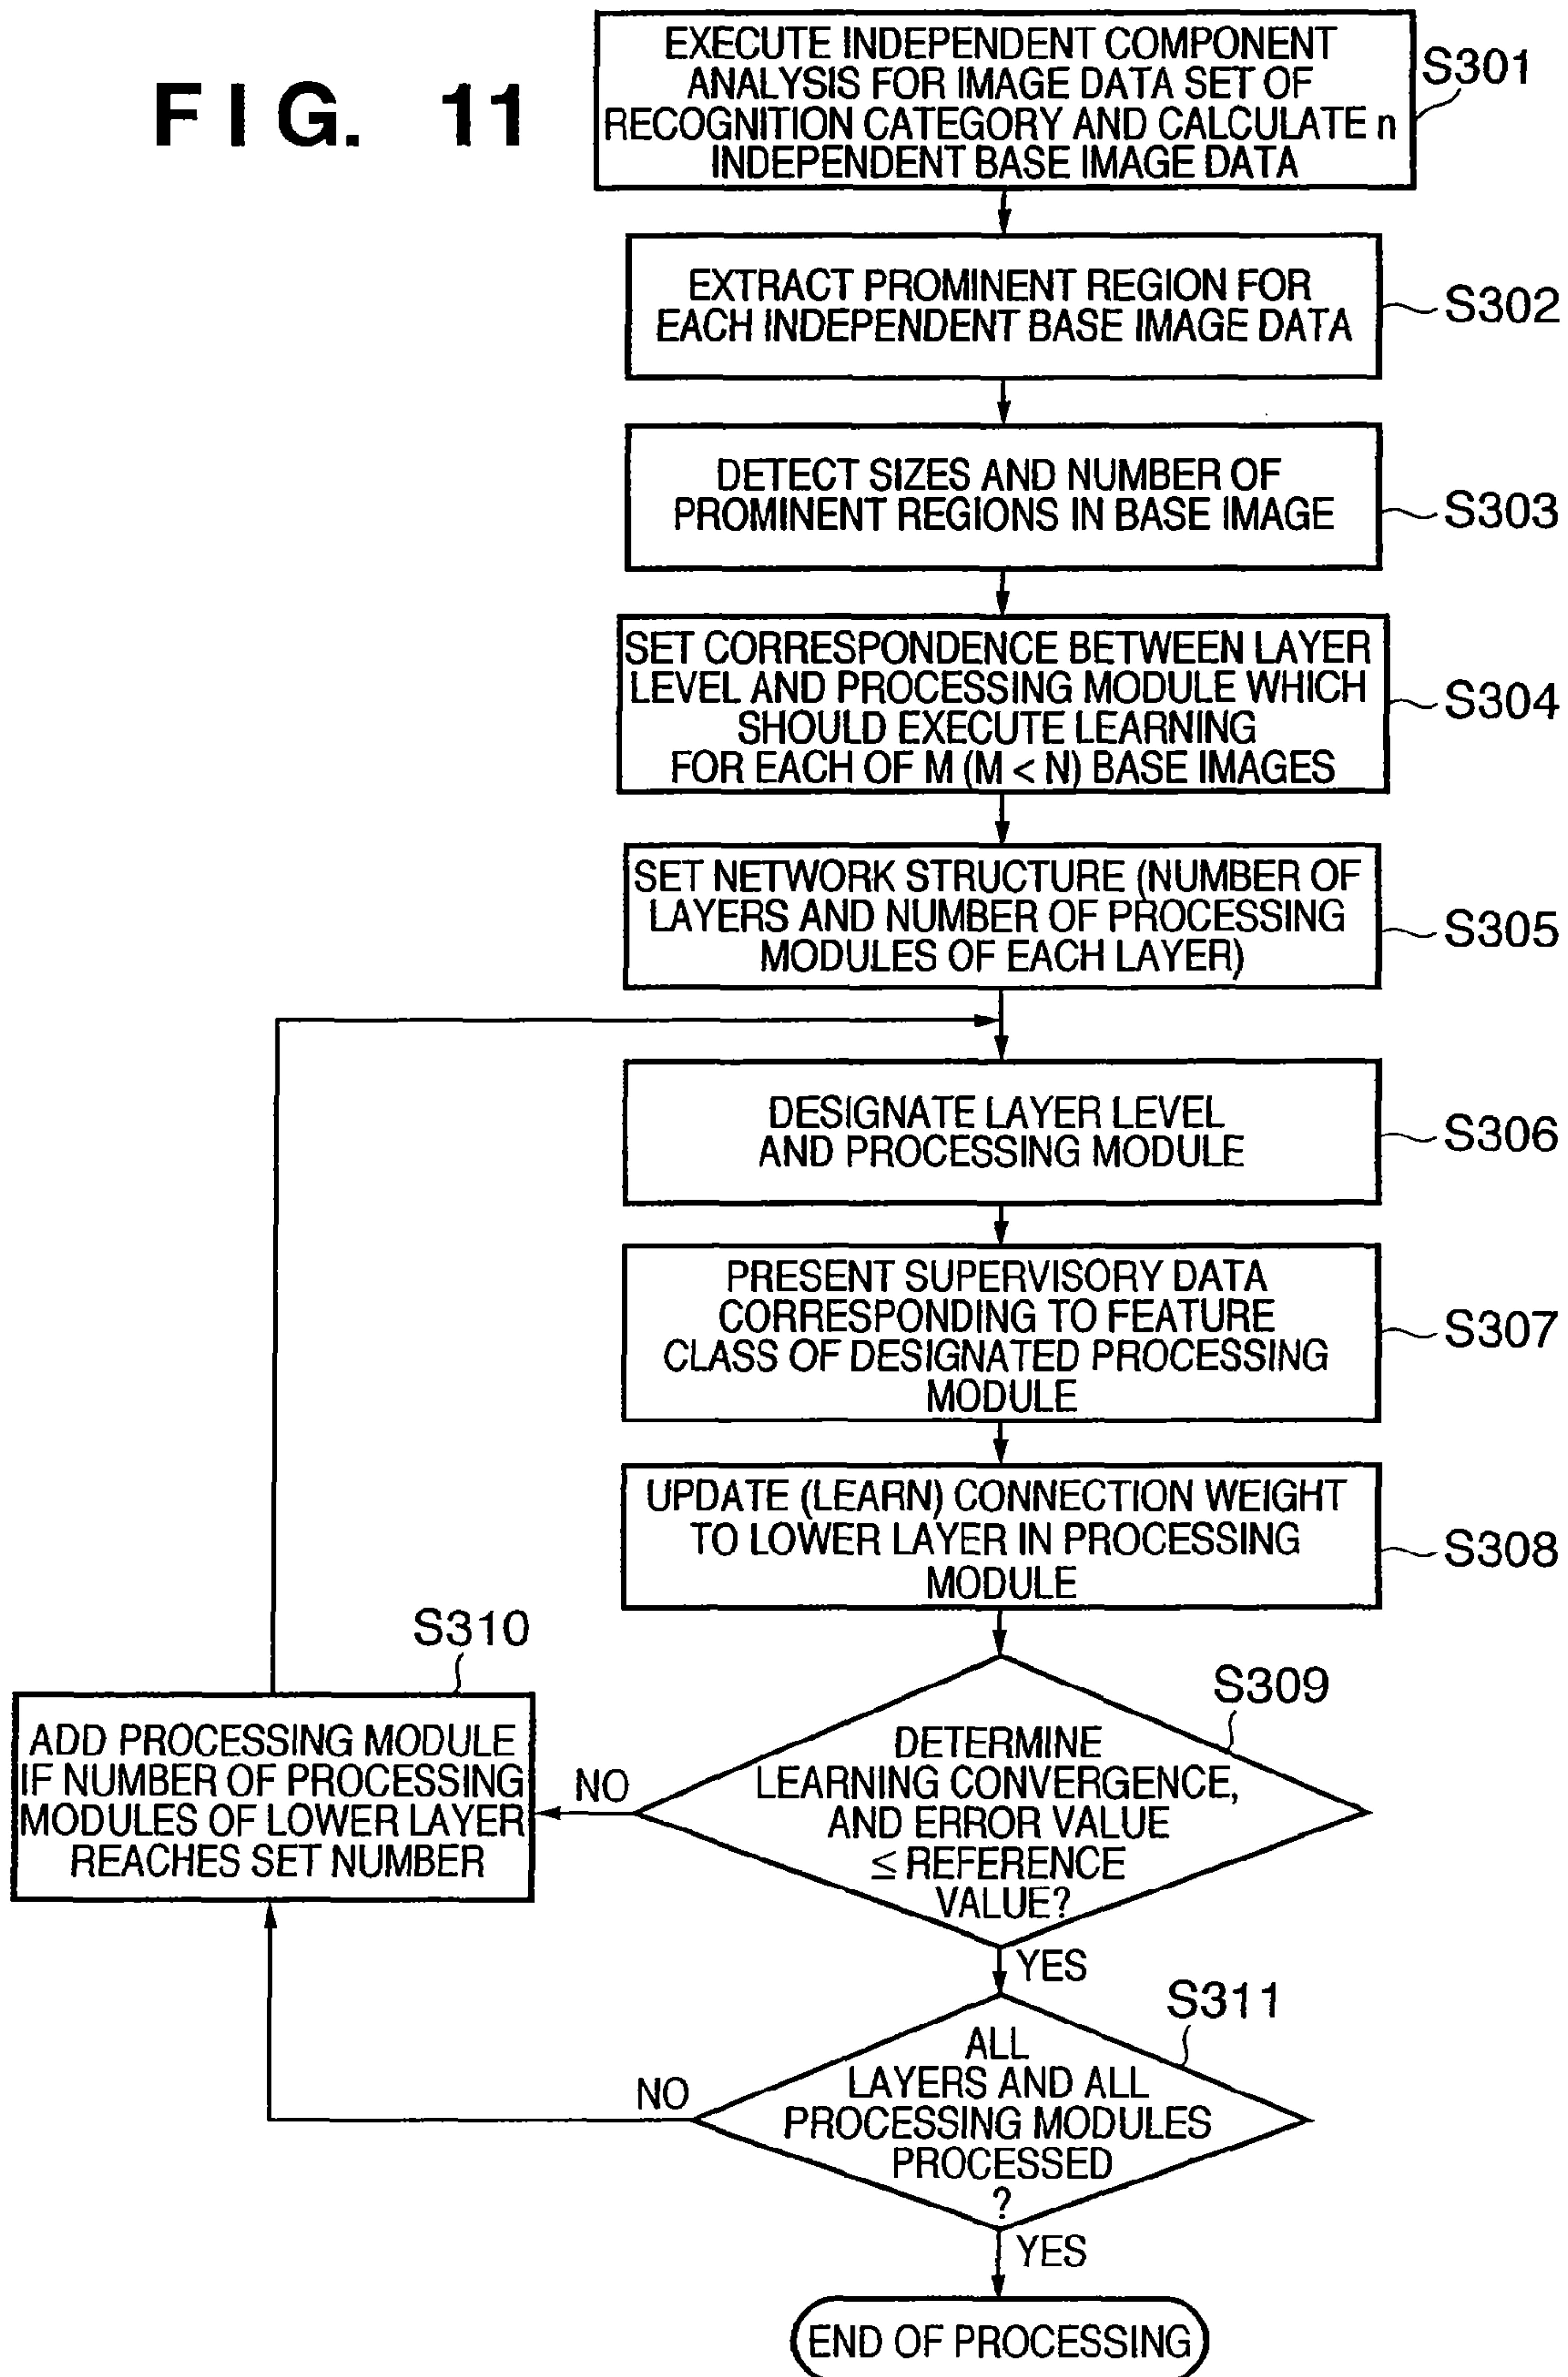 FIG. 11
EXECUTE INDEPENDENT COMPONENT
ANALYSIS FOR IMAGE DATA SET OF
RECOGNITION CATEGORY AND CALCULATE n
INDEPENDENT BASE IMAGE DATA
S301
EXTRACT PROMINENT REGION FOR
EACH INDEPENDENT BASE IMAGE DATA
S302
DETECT SIZES AND NUMBER OF
PROMINENT REGIONS IN BASE IMAGE
S303
SET CORRESPONDENCE BETWEEN LAYER
LEVEL AND PROCESSING MODULE WHICH
SHOULD EXECUTE LEARNING
FOR EACH OF M (M < N) BASE IMAGES
S304
SET NETWORK STRUCTURE (NUMBER OF
LAYERS AND NUMBER OF PROCESSING
MODULES OF EACH LAYER)
S305
DESIGNATE LAYER LEVEL
AND PROCESSING MODULE
S306
PRESENT SUPERVISORY DATA
CORRESPONDING TO FEATURE
CLASS OF DESIGNATED PROCESSING
MODULE
S307
UPDATE (LEARN) CONNECTION WEIGHT
TO LOWER LAYER IN PROCESSING
MODULE
S308
S310
ADD PROCESSING MODULE
IF NUMBER OF PROCESSING
MODULES OF LOWER LAYER
REACHES SET NUMBER
NO
S309
DETERMINE
LEARNING CONVERGENCE,
AND ERROR VALUE
≤ REFERENCE
VALUE?
YES
S311
ALL
LAYERS AND ALL
PROCESSING MODULES
PROCESSED
?
NO
YES
END OF PROCESSING